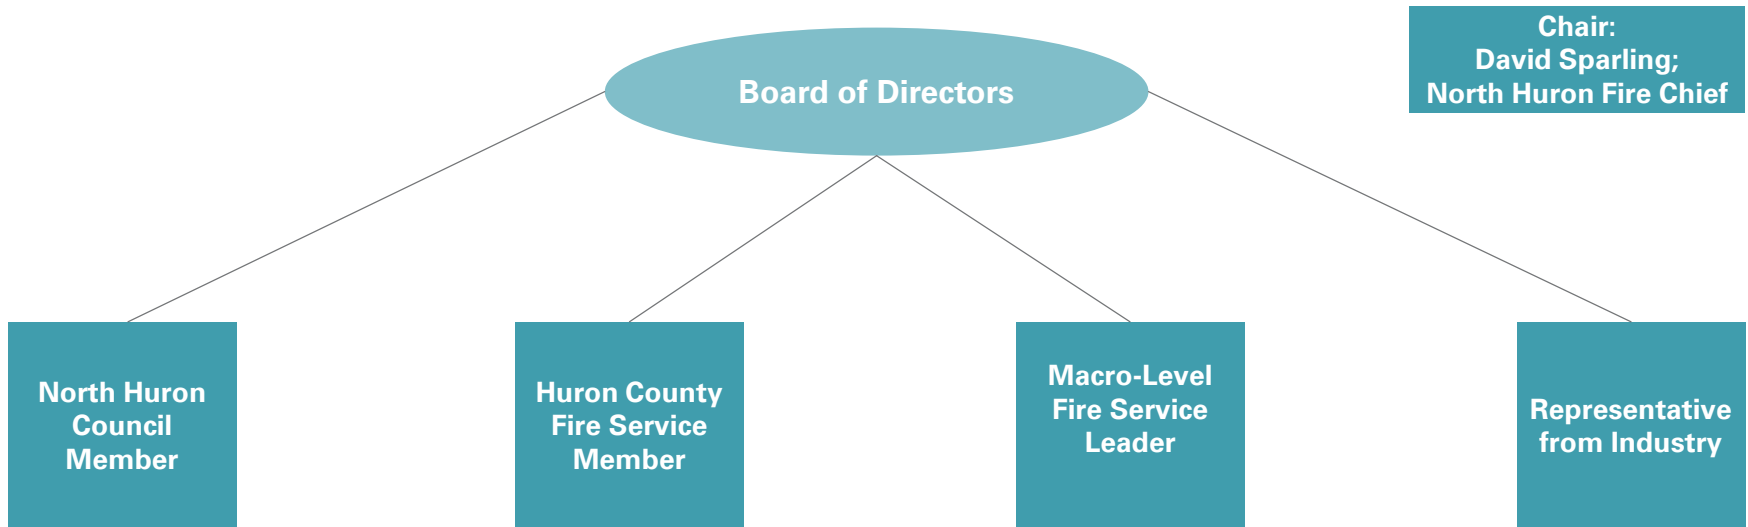 Board of Directors
Chair:
David Sparling;
North Huron Fire Chief
North Huron
Council
Member
Huron County
Fire Service
Member
Macro-Level
Fire Service
Leader
Representative
from Industry